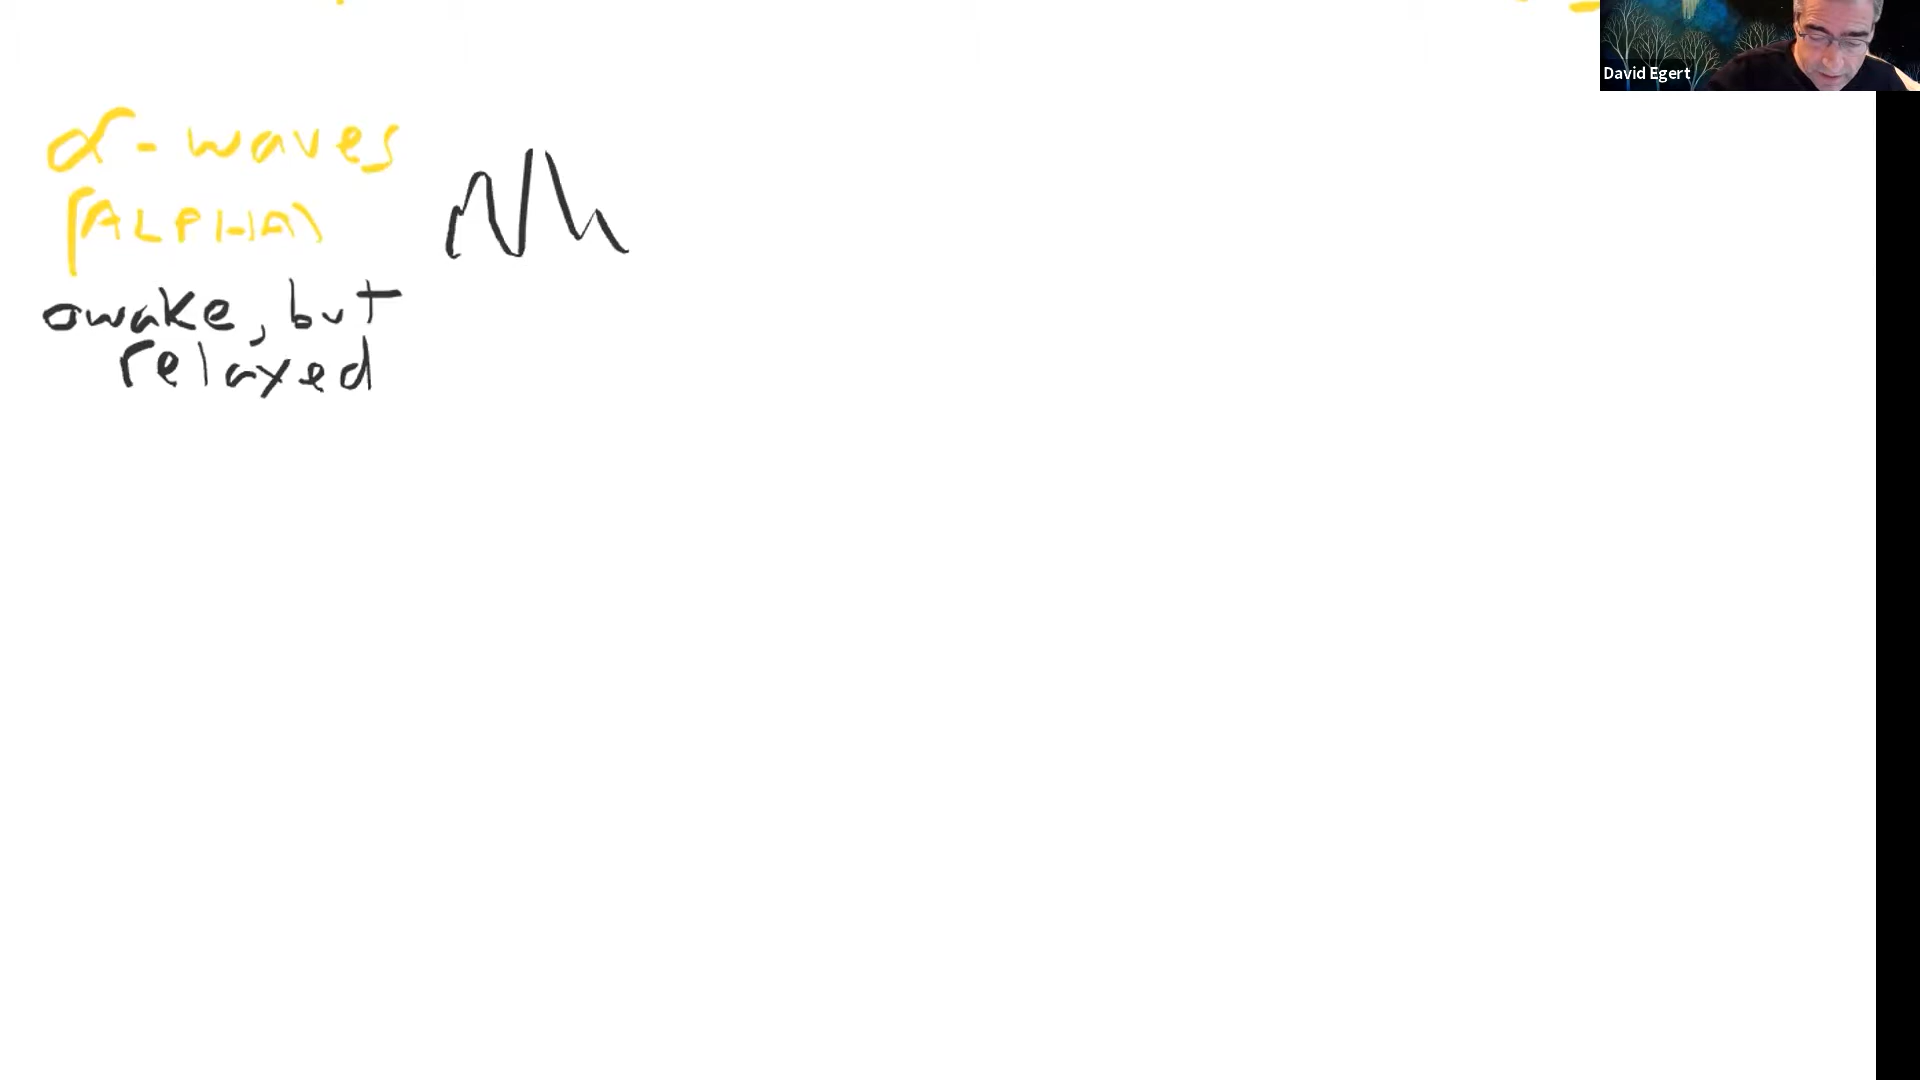 David Egert
α-waves
(ALPHA)
awake, but
relaxed